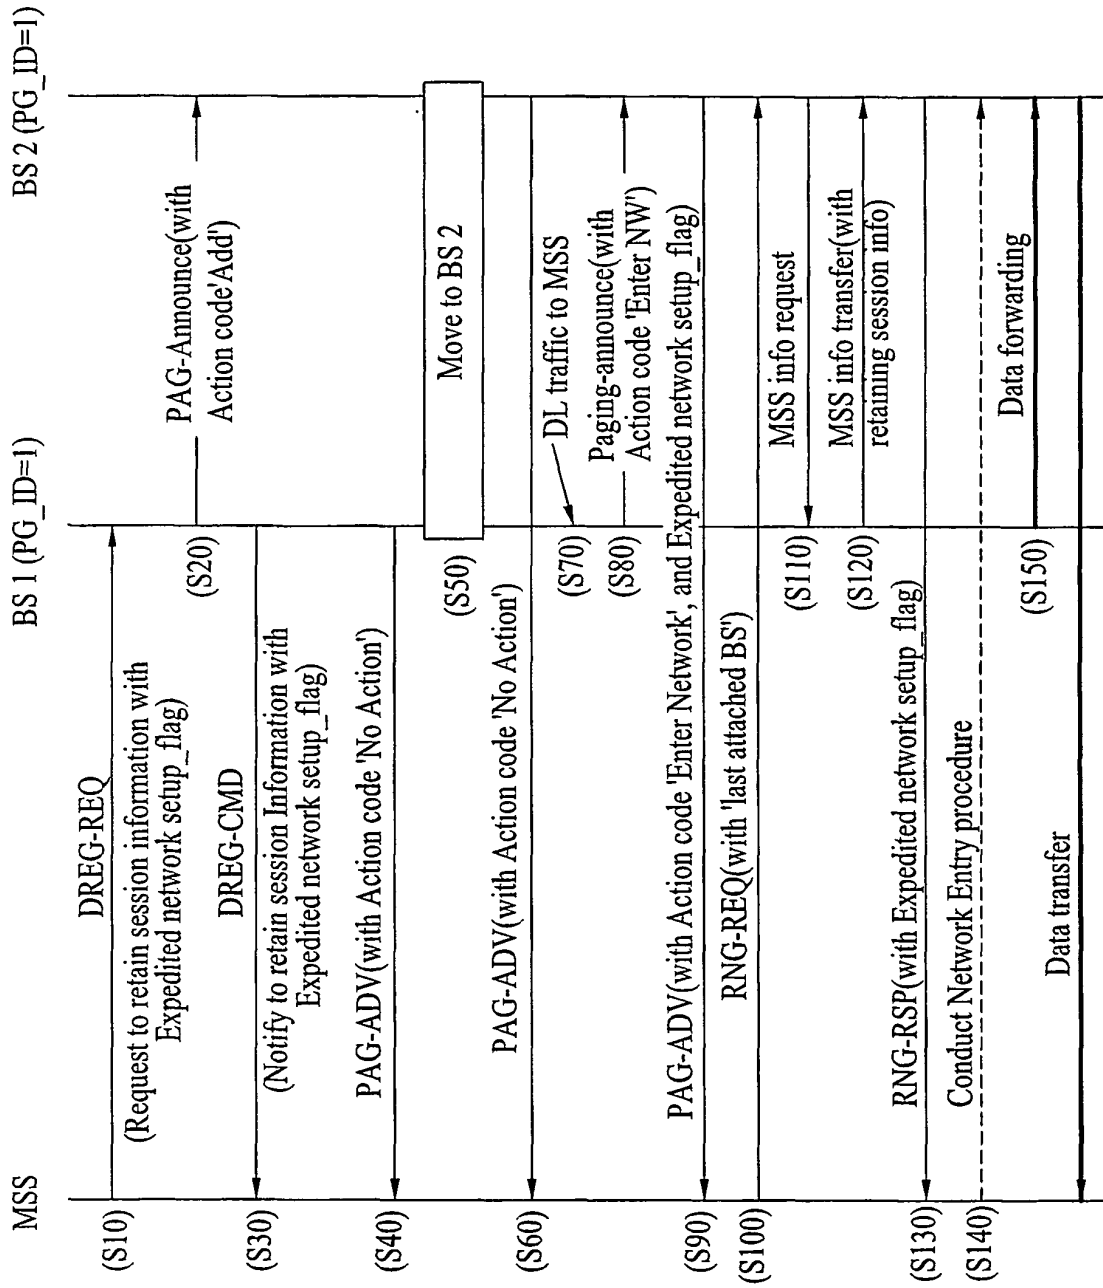 MSS
BS 1 (PG_ID=1)
BS 2 (PG_ID=1)
(S10)
DREG-REQ
(Request to retain session information with
Expedited network setup_flag)
PAG-Announce(with
Action code'Add')
(S20)
(S30)
DREG-CMD
(Notify to retain session Information with
Expedited network setup_flag)
(S40)
PAG-ADV(with Action code 'No Action')
(S50)
Move to BS 2
(S60)
PAG-ADV(with Action code 'No Action')
(S70)
DL traffic to MSS
(S80)
Paging-announce(with
Action code 'Enter NW')
(S90)
PAG-ADV(with Action code 'Enter Network', and Expedited network setup_flag)
(S100)
RNG-REQ(with 'last attached BS')
(S110)
MSS info request
(S120)
MSS info transfer(with
retaining session info)
(S130)
RNG-RSP(with Expedited network setup_flag)
(S140)
Conduct Network Entry procedure
(S150)
Data forwarding
Data transfer